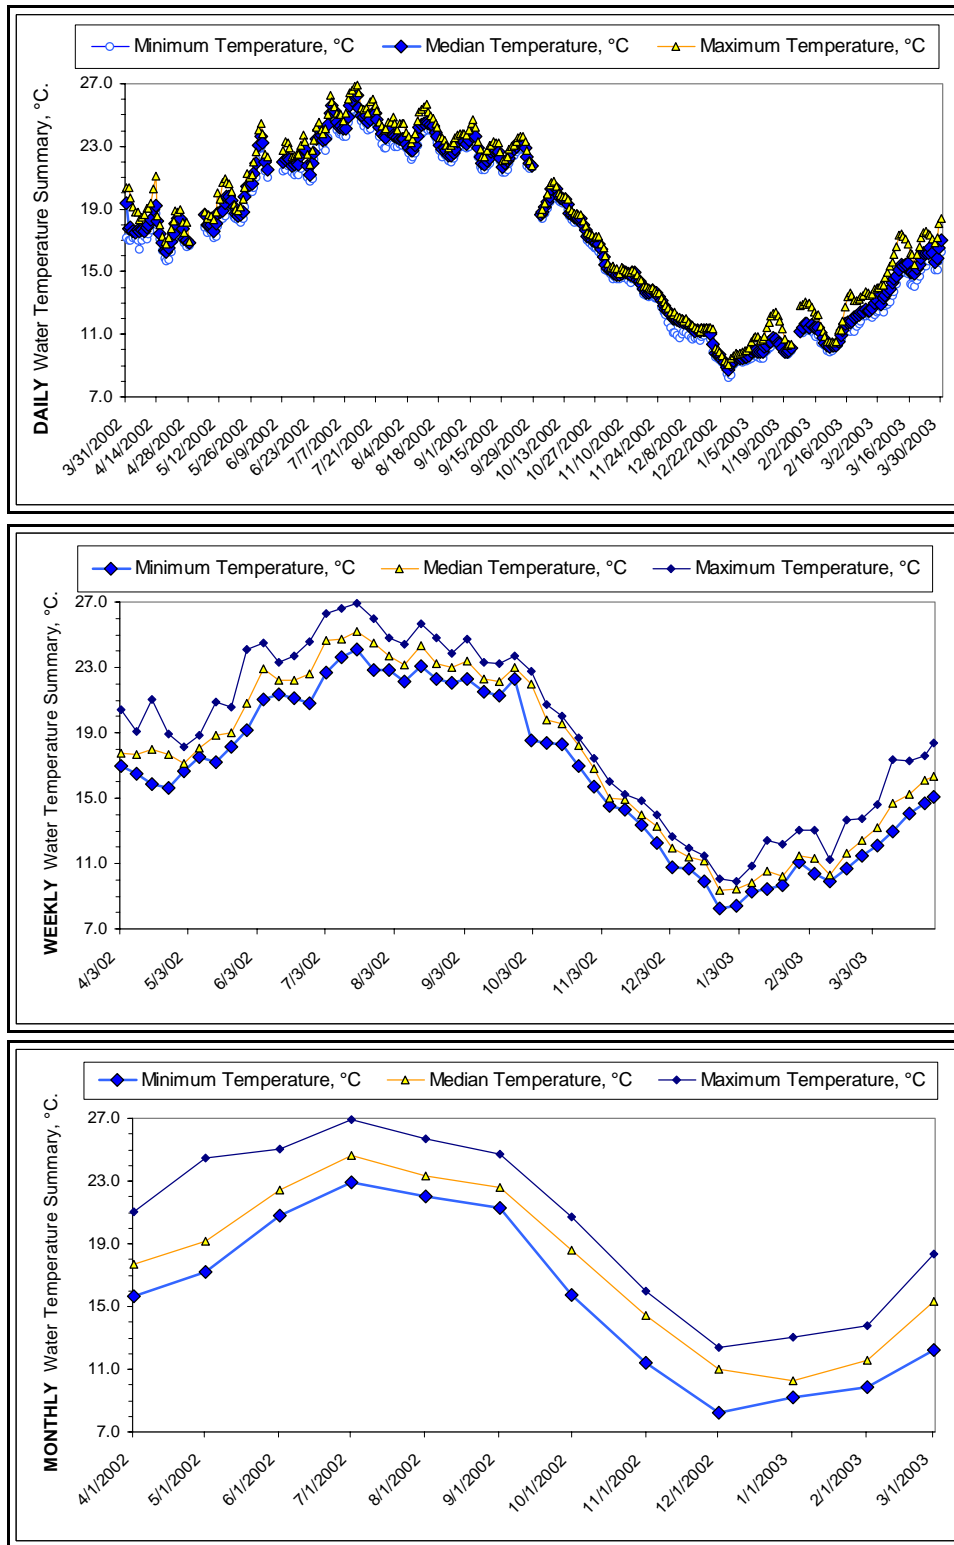 Minimum Temperature, °C Median Temperature, °C Maximum Temperature, °C
DAILY Water Temperature Summary, °C.
27.0
23.0
19.0
15.0
11.0
7.0
3/31/2002 4/14/2002 4/28/2002 5/12/2002 5/26/2002 6/9/2002 6/23/2002 7/7/2002 7/21/2002 8/4/2002 8/18/2002 9/1/2002 9/15/2002 9/29/2002 10/13/2002 10/27/2002 11/10/2002 11/24/2002 12/8/2002 12/22/2002 1/5/2003 1/19/2003 2/2/2003 2/16/2003 3/2/2003 3/16/2003 3/30/2003
Minimum Temperature, °C Median Temperature, °C Maximum Temperature, °C
WEEKLY Water Temperature Summary, °C.
27.0
23.0
19.0
15.0
11.0
7.0
4/3/02 5/3/02 6/3/02 7/3/02 8/3/02 9/3/02 10/3/02 11/3/02 12/3/02 1/3/03 2/3/03 3/3/03
Minimum Temperature, °C Median Temperature, °C Maximum Temperature, °C
MONTHLY Water Temperature Summary, °C.
27.0
23.0
19.0
15.0
11.0
7.0
4/1/2002 5/1/2002 6/1/2002 7/1/2002 8/1/2002 9/1/2002 10/1/2002 11/1/2002 12/1/2002 1/1/2003 2/1/2003 3/1/2003